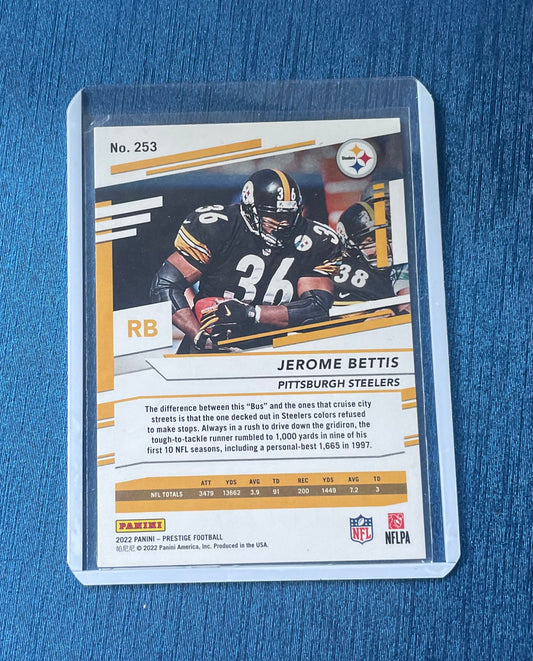 No. 253
Steelers
36
36
36
38
RB
JEROME BETTIS
PITTSBURGH STEELERS
The difference between this “Bus” and the ones that cruise city
streets is that the one decked out in Steelers colors refused
to make stops. Always in a rush to drive down the gridiron, the
tough-to-tackle runner rumbled to 1,000 yards in nine of his
first 10 NFL seasons, including a personal-best 1,665 in 1997.
ATT YDS AVG TD REC YDS AVG TD
NFL TOTALS 3479 13662 3.9 91 200 1449 7.2 3
PANINI
2022 PANINI – PRESTIGE FOOTBALL
帕尼尼 © 2022 Panini America, Inc. Produced in the USA.
NFL
NFLPA